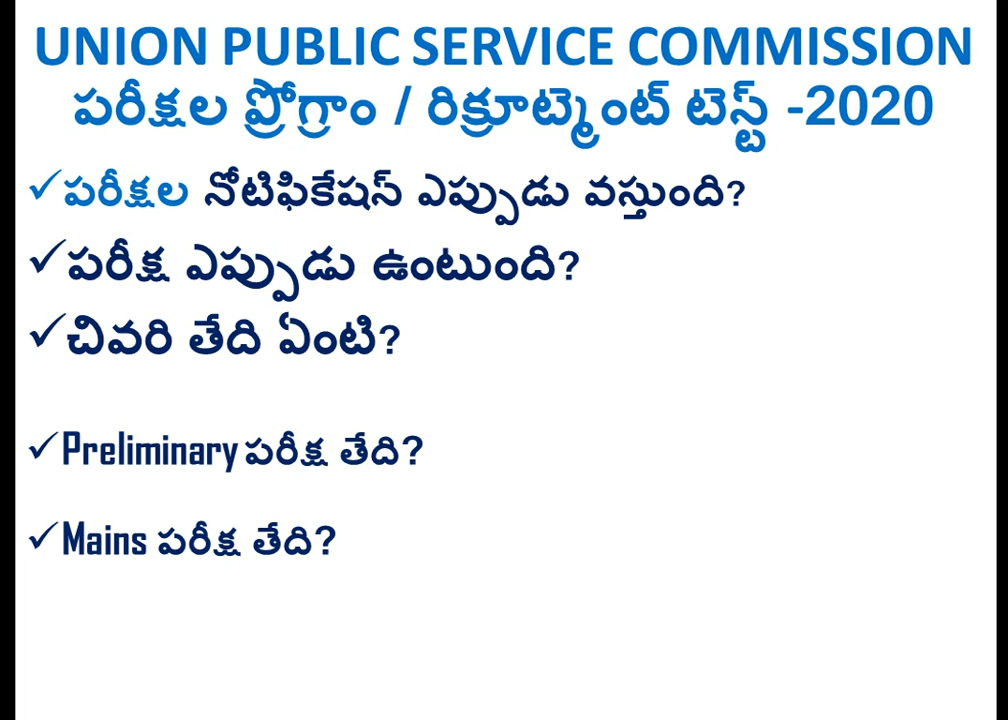 UNION PUBLIC SERVICE COMMISSION
పరీక్షల ప్రోగ్రాం / రిక్రూట్మెంట్ టెస్ట్ -2020
✓పరీక్షల నోటిఫికేషన్ ఎప్పుడు వస్తుంది?
✓పరీక్ష ఎప్పుడు ఉంటుంది?
✓చివరి తేది ఏంటి?
✓Preliminary పరీక్ష తేది?
✓Mains పరీక్ష తేది?